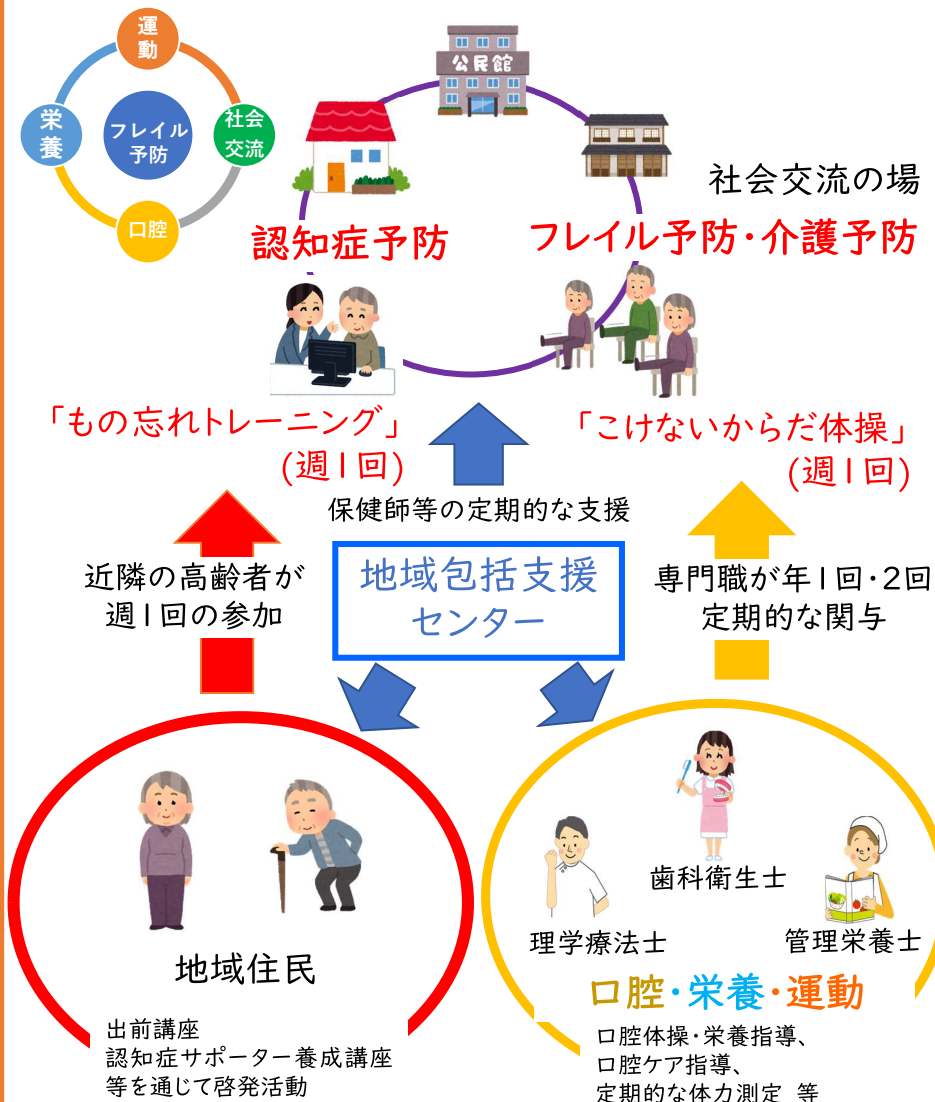 運
動
栄
養
フレイル
予防
社会
交流
口腔
公民館
社会交流の場
認知症予防
フレイル予防・介護予防
「もの忘れトレーニング」
(週1回)
「こけないからだ体操」
(週1回)
保健師等の定期的な支援
近隣の高齢者が
週1回の参加
地域包括支援
センター
専門職が年1回・2回
定期的な関与
地域住民
出前講座
認知症サポーター養成講座
等を通じて啓発活動
歯科衛生士
理学療法士
管理栄養士
口腔・栄養・運動
口腔体操・栄養指導、
口腔ケア指導、
定期的な体力測定 等